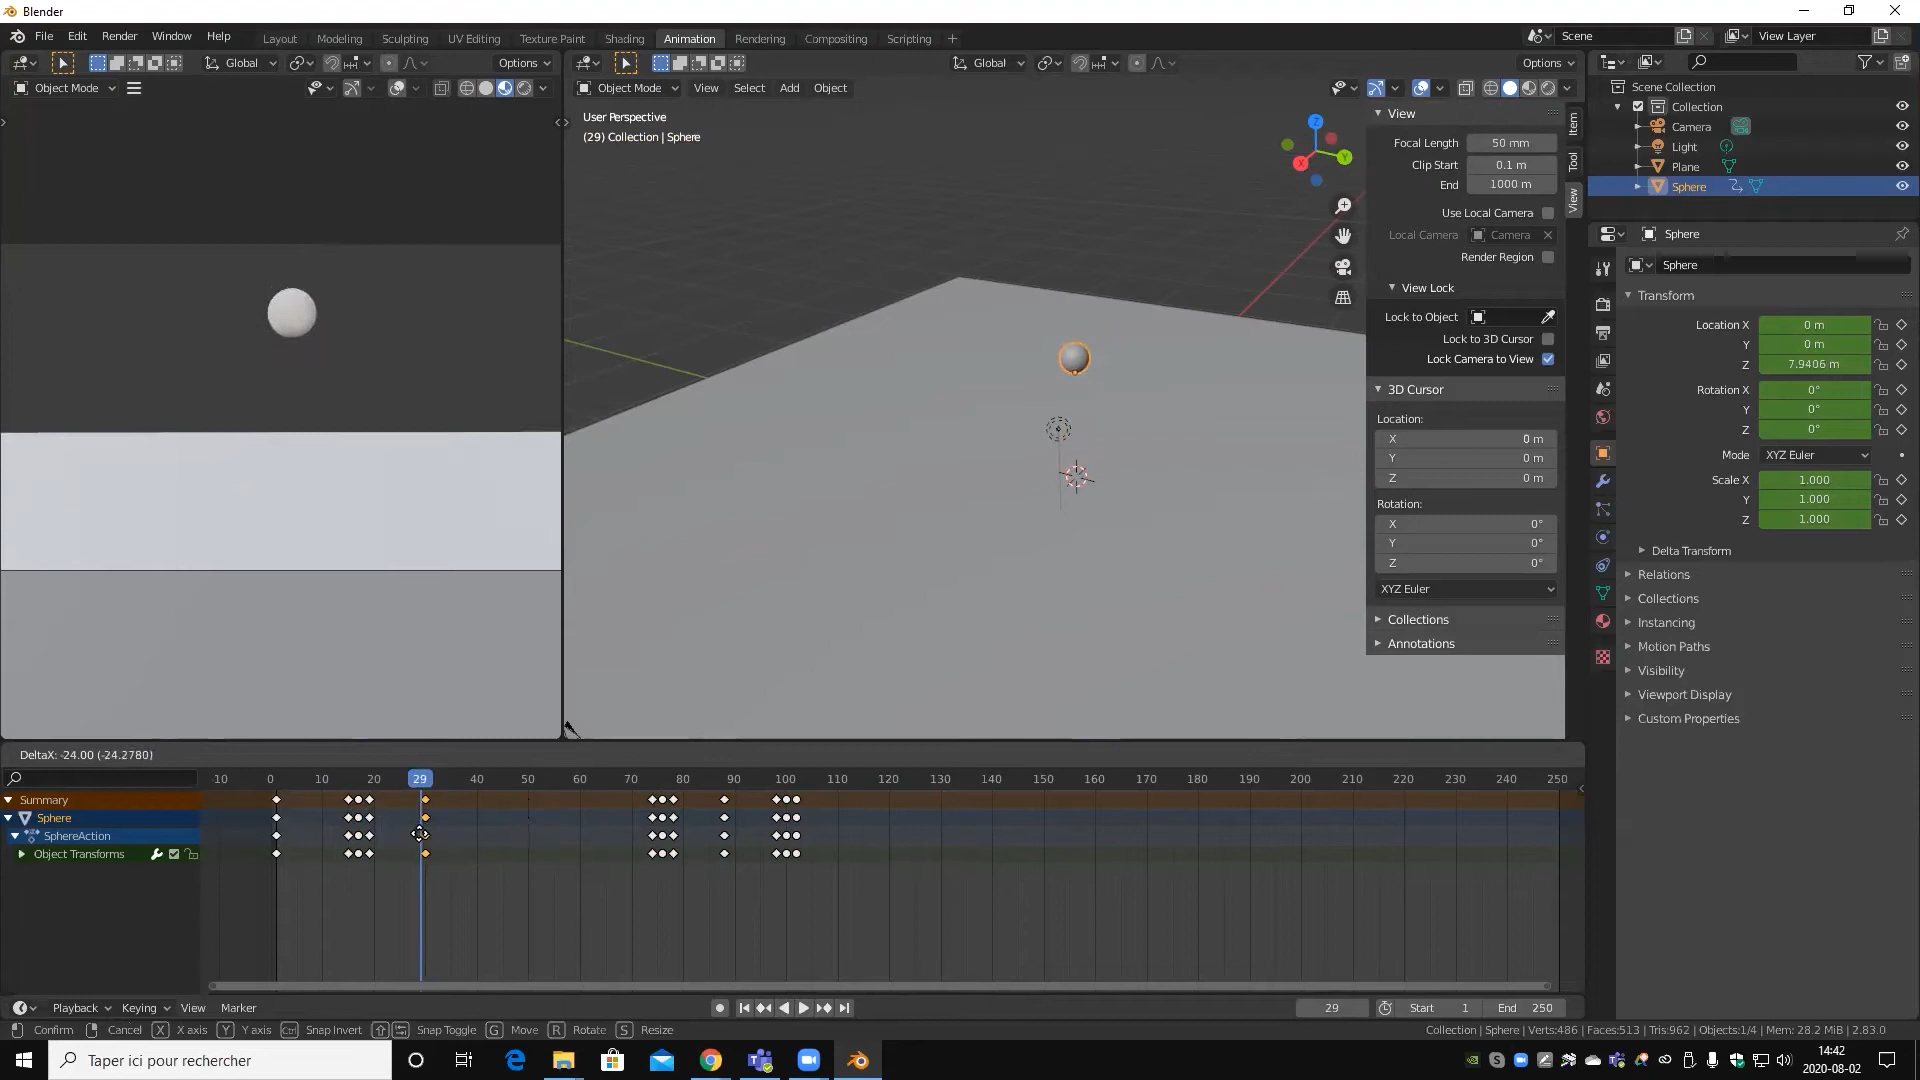 Blender
File Edit Render Window Help Layout Modeling Sculpting UV Editing Texture Paint Shading Animation Rendering Compositing Scripting Scene View Layer
Global Options Global Options
Object Mode Object Mode View Select Add Object
User Perspective
(29) Collection | Sphere
Z
Y
X
View
Focal Length 50 mm
Clip Start 0.1 m
End 1000 m
Use Local Camera
Local Camera Camera
Render Region
View Lock
Lock to Object
Lock to 3D Cursor
Lock Camera to View
3D Cursor
Location:
X 0 m
Y 0 m
Z 0 m
Rotation:
X 0°
Y 0°
Z 0°
XYZ Euler
Collections
Annotations
Item
Tool
View
Scene Collection
Collection
Camera
Light
Plane
Sphere
Sphere
Sphere
Transform
Location X 0 m
Y 0 m
Z 7.9406 m
Rotation X 0°
Y 0°
Z 0°
Mode XYZ Euler
Scale X 1.000
Y 1.000
Z 1.000
Delta Transform
Relations
Collections
Instancing
Motion Paths
Visibility
Viewport Display
Custom Properties
DeltaX: -24.00 (-24.2780)
-10 0 10 20 29 40 50 60 70 80 90 100 110 120 130 140 150 160 170 180 190 200 210 220 230 240 250
Summary
Sphere
SphereAction
Object Transforms
Playback Keying View Marker 29 Start 1 End 250
Confirm Cancel X X axis Y Y axis Ctrl Snap Invert Snap Toggle G Move R Rotate S Resize Collection | Sphere | Verts:486 | Faces:513 | Tris:962 | Objects:1/4 | Mem: 28.2 MiB | 2.83.0
Taper ici pour rechercher
14:42
2020-08-02